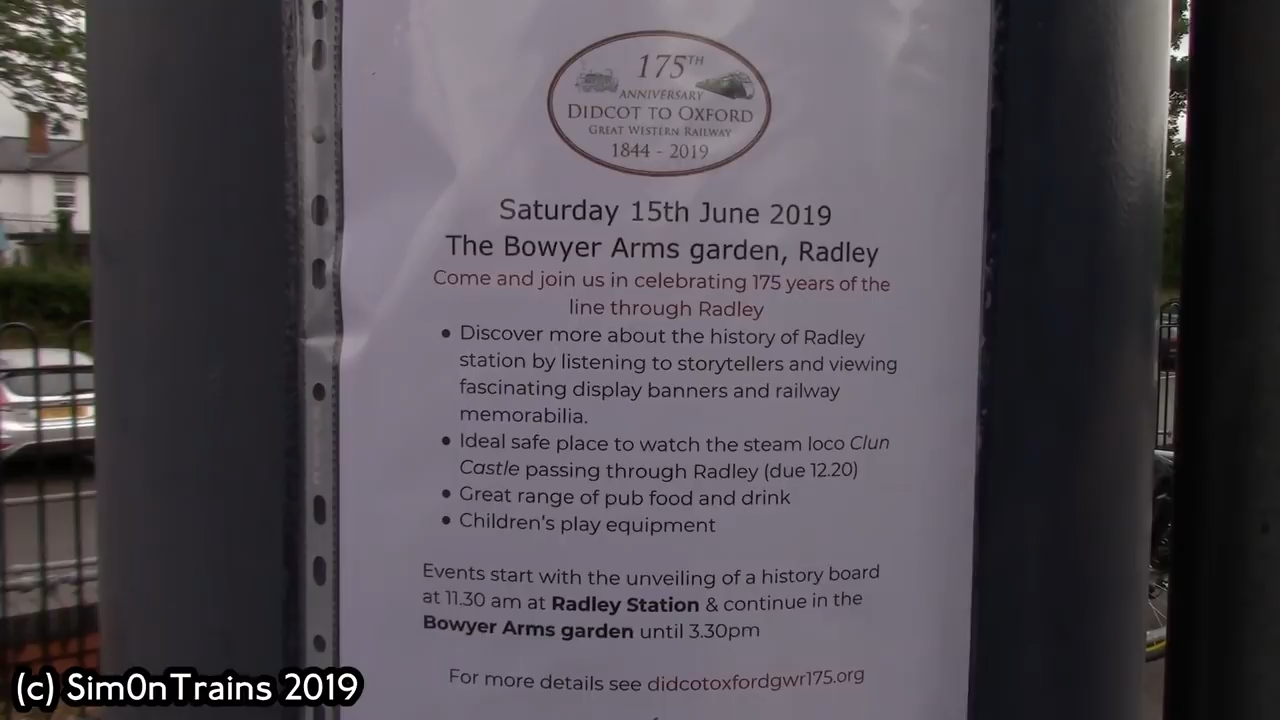 175TH
ANNIVERSARY
DIDCOT TO OXFORD
GREAT WESTERN RAILWAY
1844 - 2019
Saturday 15th June 2019
The Bowyer Arms garden, Radley
Come and join us in celebrating 175 years of the
line through Radley
• Discover more about the history of Radley
station by listening to storytellers and viewing
fascinating display banners and railway
memorabilia.
• Ideal safe place to watch the steam loco Clun
Castle passing through Radley (due 12.20)
• Great range of pub food and drink
• Children's play equipment
Events start with the unveiling of a history board
at 11.30 am at Radley Station & continue in the
Bowyer Arms garden until 3.30pm
For more details see didcotoxfordgwr175.org
(c) Sim0nTrains 2019